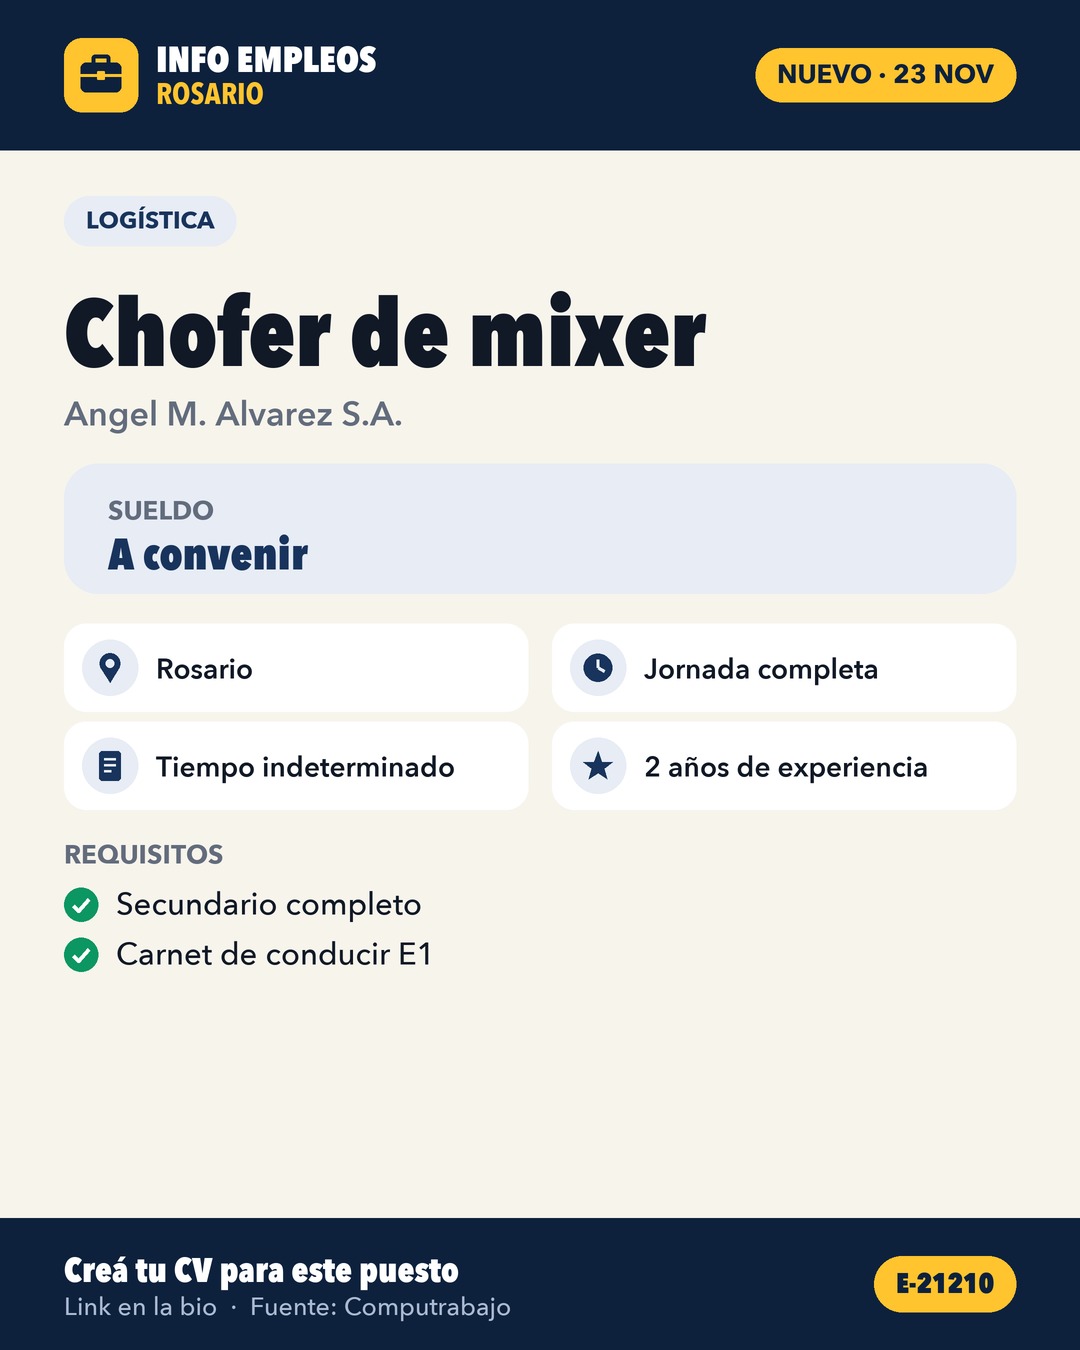 INFO EMPLEOS
ROSARIO
NUEVO · 23 NOV
LOGÍSTICA
Chofer de mixer
Angel M. Alvarez S.A.
SUELDO
A convenir
Rosario
Jornada completa
Tiempo indeterminado
2 años de experiencia
REQUISITOS
Secundario completo
Carnet de conducir E1
Creá tu CV para este puesto
Link en la bio · Fuente: Computrabajo
E-21210